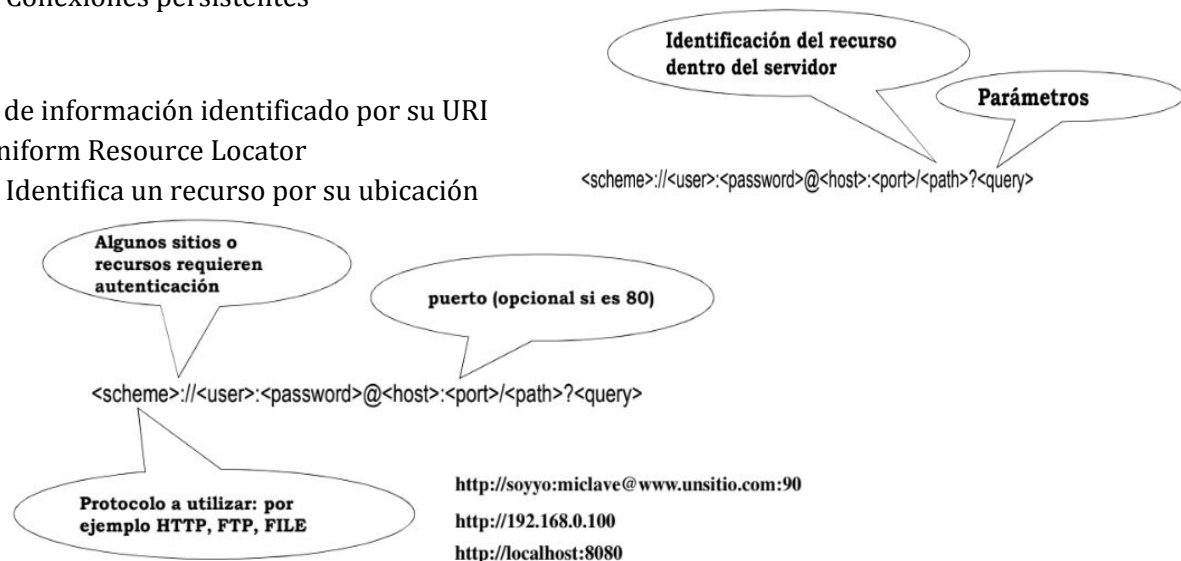 Conexiones persistentes
de información identificado por su URI
niform Resource Locator
Identifica un recurso por su ubicación
Identificación del recurso
dentro del servidor
Parámetros
<scheme>://<user>:<password>@<host>:<port>/<path>?<query>
Algunos sitios o
recursos requieren
autenticación
puerto (opcional si es 80)
<scheme>://<user>:<password>@<host>:<port>/<path>?<query>
Protocolo a utilizar: por
ejemplo HTTP, FTP, FILE
http://soyyo:miclave@www.unsitio.com:90
http://192.168.0.100
http://localhost:8080